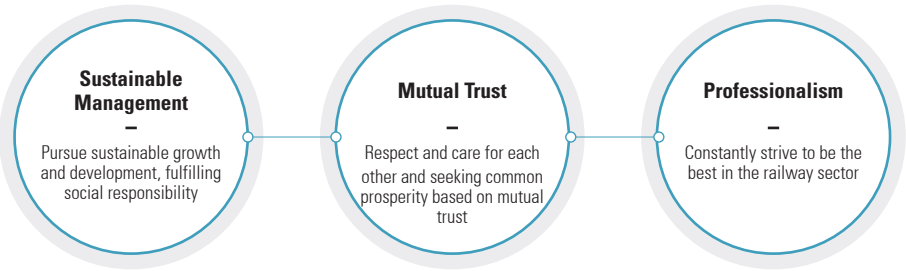 Sustainable
Management
–
Pursue sustainable growth
and development, fulfilling
social responsibility
Mutual Trust
–
Respect and care for each
other and seeking common
prosperity based on mutual
trust
Professionalism
–
Constantly strive to be the
best in the railway sector